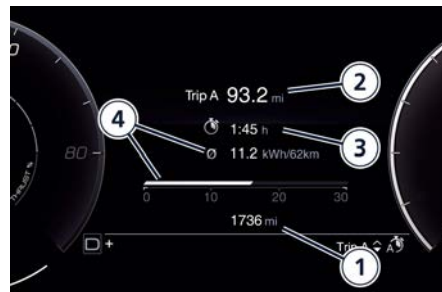 2
Trip A 93.2 mi
4
1:45 h
3
Ø 11.2 kWh/62km
80
THRUST %
0 10 20 30
1736 mi
D +
Trip A A
1